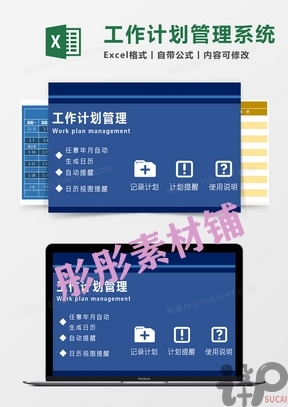 工作计划管理系统
Excel格式丨自带公式丨内容可修改
工作计划管理
Work plan management
◆ 任意年月自动
生成日历
◆ 自动提醒
◆ 日历视图提醒
记录计划
计划提醒
使用说明
彤彤素材铺
工作计划管理
Work plan management
◆ 任意年月自动
生成日历
◆ 自动提醒
◆ 日历视图提醒
记录计划
计划提醒
使用说明
MacBook
SUCAI